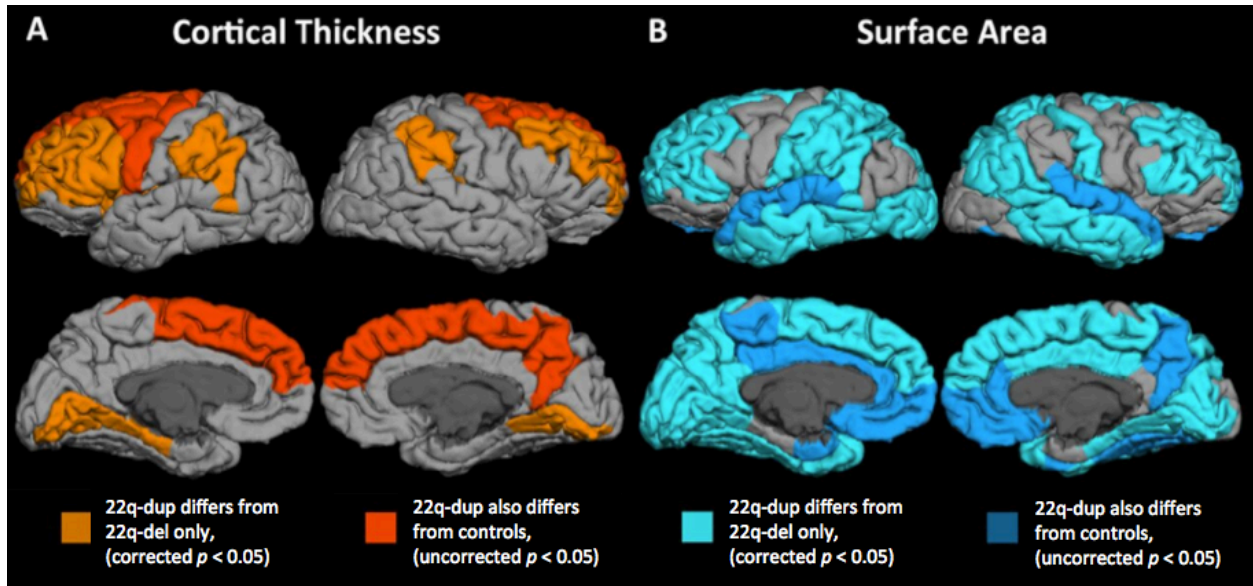 A
Cortical Thickness
B
Surface Area
22q-dup differs from
22q-del only,
(corrected p < 0.05)
22q-dup also differs
from controls,
(uncorrected p < 0.05)
22q-dup differs from
22q-del only,
(corrected p < 0.05)
22q-dup also differs
from controls,
(uncorrected p < 0.05)